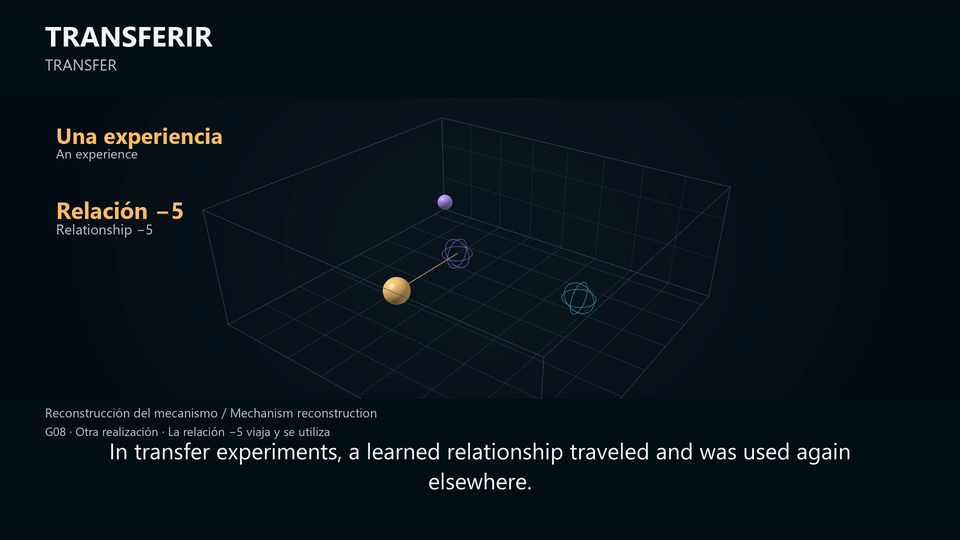 TRANSFERIR
TRANSFER
Una experiencia
An experience
Relación −5
Relationship −5
Reconstrucción del mecanismo / Mechanism reconstruction
G08 · Otra realización · La relación −5 viaja y se utiliza
In transfer experiments, a learned relationship traveled and was used again
elsewhere.